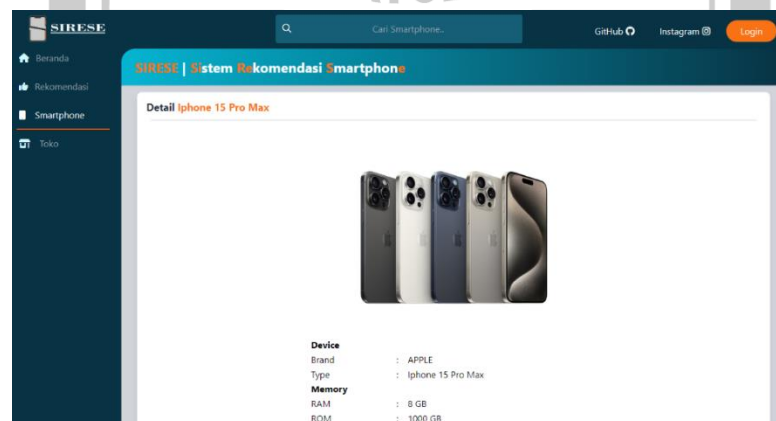 SIRESE
Cari Smartphone..
GitHub
Instagram
Login
Beranda
Rekomendasi
Smartphone
Toko
SIRESE | Sistem Rekomendasi Smartphone
Detail Iphone 15 Pro Max
Device
Brand : APPLE
Type : Iphone 15 Pro Max
Memory
RAM : 8 GB
ROM : 1000 GB